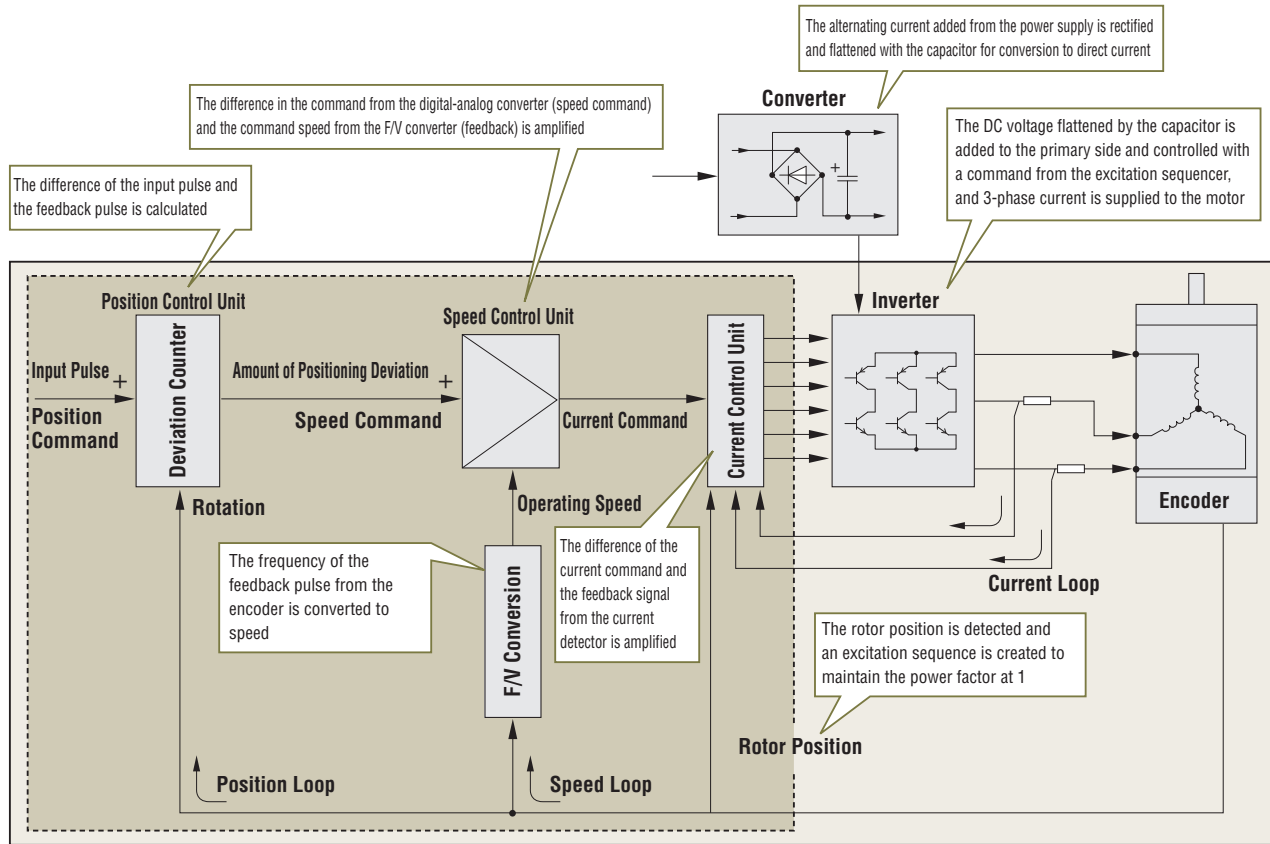 The alternating current added from the power supply is rectified
and flattened with the capacitor for conversion to direct current
Converter
+
The difference in the command from the digital-analog converter (speed command)
and the command speed from the F/V converter (feedback) is amplified
The DC voltage flattened by the capacitor is
added to the primary side and controlled with
a command from the excitation sequencer,
and 3-phase current is supplied to the motor
The difference of the input pulse and
the feedback pulse is calculated
Position Control Unit
Deviation Counter
Input Pulse
+
Position
Command
Amount of Positioning Deviation
+
Speed Command
Speed Control Unit
Current Command
Current Control Unit
Inverter
Encoder
Rotation
Operating Speed
The frequency of the
feedback pulse from the
encoder is converted to
speed
F/V Conversion
The difference of the
current command and
the feedback signal
from the current
detector is amplified
Current Loop
The rotor position is detected and
an excitation sequence is created to
maintain the power factor at 1
Rotor Position
Position Loop
Speed Loop